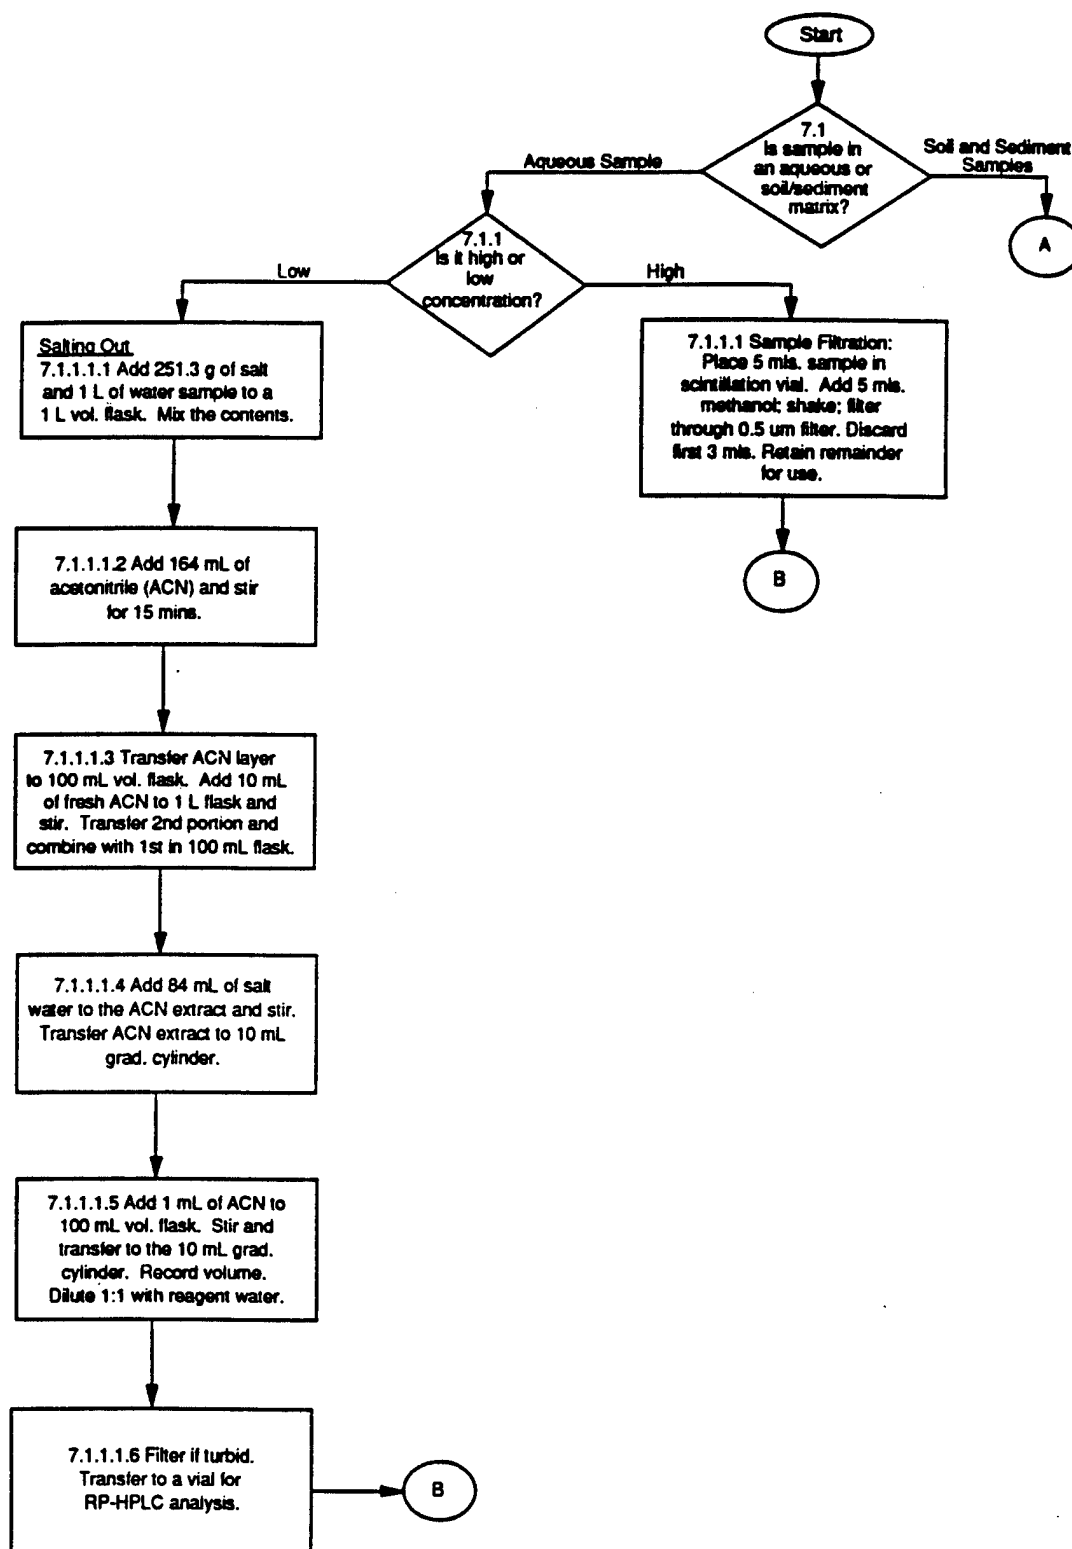 Start
7.1
Is sample in
an aqueous or
soil/sediment
matrix?
Aqueous Sample
Soil and Sediment
Samples
A
7.1.1
Is it high or
low
concentration?
Low
High
Salting Out
7.1.1.1.1 Add 251.3 g of salt
and 1 L of water sample to a
1 L vol. flask. Mix the contents.
7.1.1.1 Sample Filtration:
Place 5 mls. sample in
scintillation vial. Add 5 mls.
methanol; shake; filter
through 0.5 um filter. Discard
first 3 mls. Retain remainder
for use.
B
7.1.1.1.2 Add 164 mL of
acetonitrile (ACN) and stir
for 15 mins.
7.1.1.1.3 Transfer ACN layer
to 100 mL vol. flask. Add 10 mL
of fresh ACN to 1 L flask and
stir. Transfer 2nd portion and
combine with 1st in 100 mL flask.
7.1.1.1.4 Add 84 mL of salt
water to the ACN extract and stir.
Transfer ACN extract to 10 mL
grad. cylinder.
7.1.1.1.5 Add 1 mL of ACN to
100 mL vol. flask. Stir and
transfer to the 10 mL grad.
cylinder. Record volume.
Dilute 1:1 with reagent water.
7.1.1.1.6 Filter if turbid.
Transfer to a vial for
RP-HPLC analysis.
B